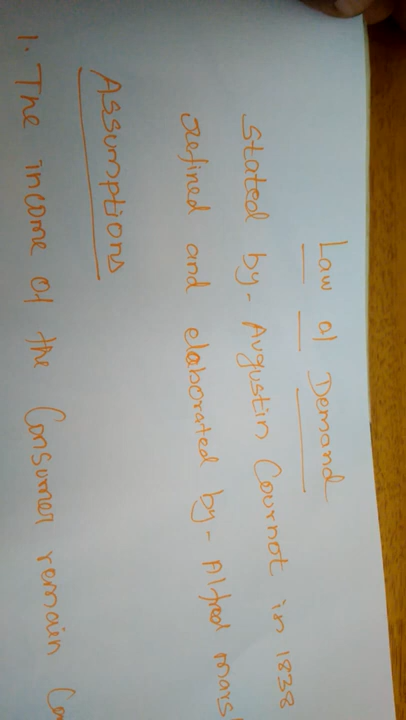 Law of Demand
Stated by - Augustin Cournot in 1838
refined and elaborated by - Alfred
Assumptions
1. The income of the Consumer remain